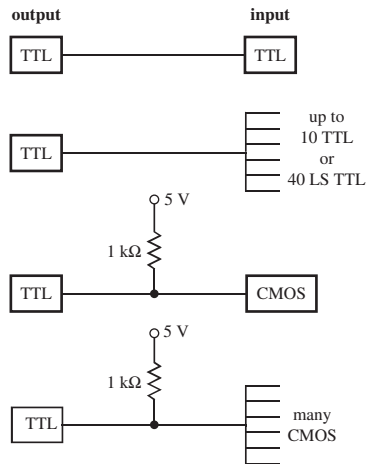 output input
TTL TTL
up to
10 TTL
TTL or
40 LS TTL
5 V
1 kΩ
TTL CMOS
5 V
1 kΩ
TTL many
CMOS